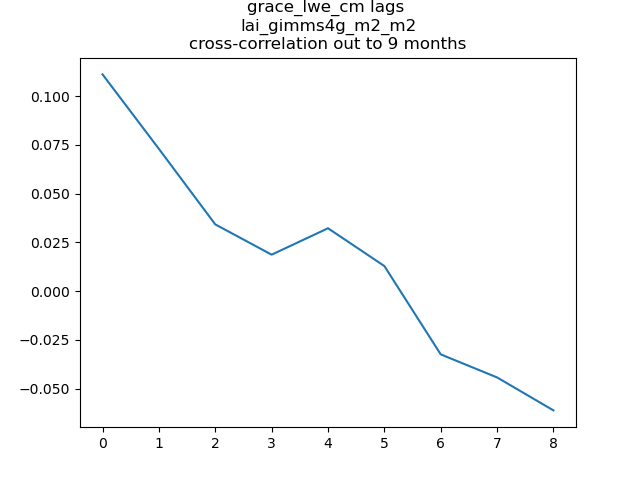 grace_lwe_cm lags
lai_gimms4g_m2_m2
cross-correlation out to 9 months
0.100
0.075
0.050
0.025
0.000
−0.025
−0.050
0 1 2 3 4 5 6 7 8